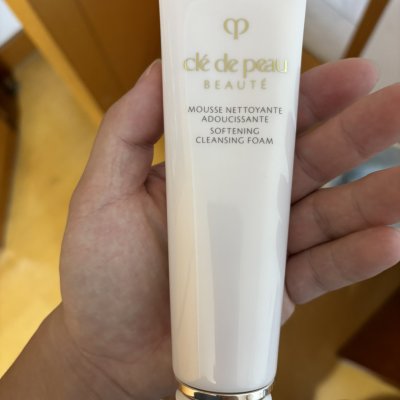 clé de peau
BEAUTÉ
MOUSSE NETTOYANTE
ADOUCISSANTE
SOFTENING
CLEANSING FOAM